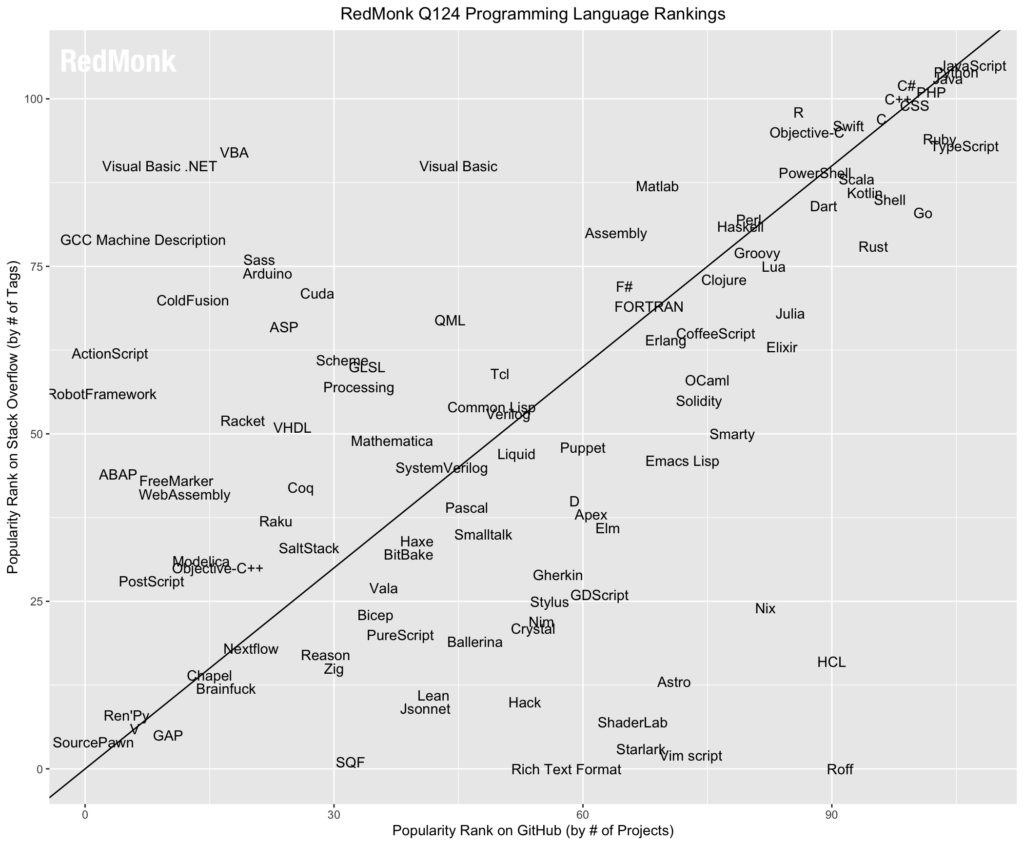 RedMonk Q124 Programming Language Rankings
RedMonk
Popularity Rank on Stack Overflow (by # of Tags)
100
75
50
25
0
JavaScript
Python
Java
C#
PHP
C++
CSS
R
C
Swift
Objective-C
Ruby
TypeScript
VBA
Visual Basic .NET
Visual Basic
PowerShell
Scala
Matlab
Kotlin
Shell
Dart
Go
Perl
Haskell
Assembly
GCC Machine Description
Rust
Groovy
Sass
Lua
Arduino
Clojure
F#
Cuda
ColdFusion
FORTRAN
Julia
QML
ASP
CoffeeScript
Erlang
Elixir
ActionScript
Scheme
GLSL
Tcl
OCaml
Processing
RobotFramework
Solidity
Common Lisp
Verilog
Racket
VHDL
Smarty
Mathematica
Puppet
Liquid
Emacs Lisp
SystemVerilog
ABAP
FreeMarker
Coq
WebAssembly
D
Pascal
Apex
Raku
Elm
Smalltalk
Haxe
SaltStack
BitBake
Modelica
Objective-C++
Gherkin
PostScript
Vala
GDScript
Stylus
Nix
Bicep
Nim
Crystal
PureScript
Ballerina
Nextflow
Reason
HCL
Zig
Chapel
Astro
Brainfuck
Lean
Hack
Jsonnet
Ren'Py
ShaderLab
V
GAP
SourcePawn
Starlark
Vim script
SQF
Rich Text Format
Roff
0
30
60
90
Popularity Rank on GitHub (by # of Projects)